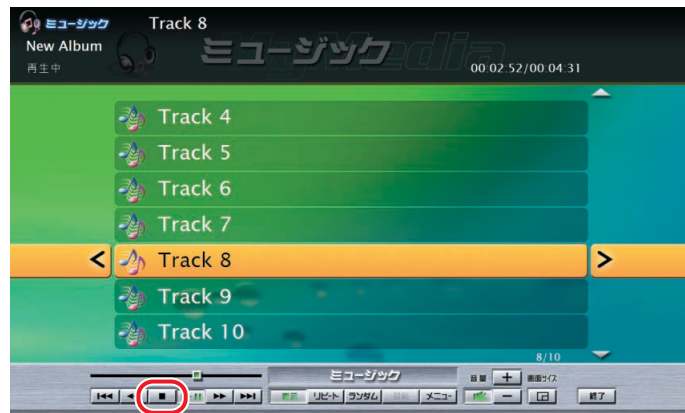 ミュージック Track 8
New Album
再生中
ミュージック
MyMedia
00:02:52/00:04:31
Track 4
Track 5
Track 6
Track 7
Track 8
Track 9
Track 10
8/10
ミュージック
音量
画面サイズ
表示 リピート ランダム メニュー 終了